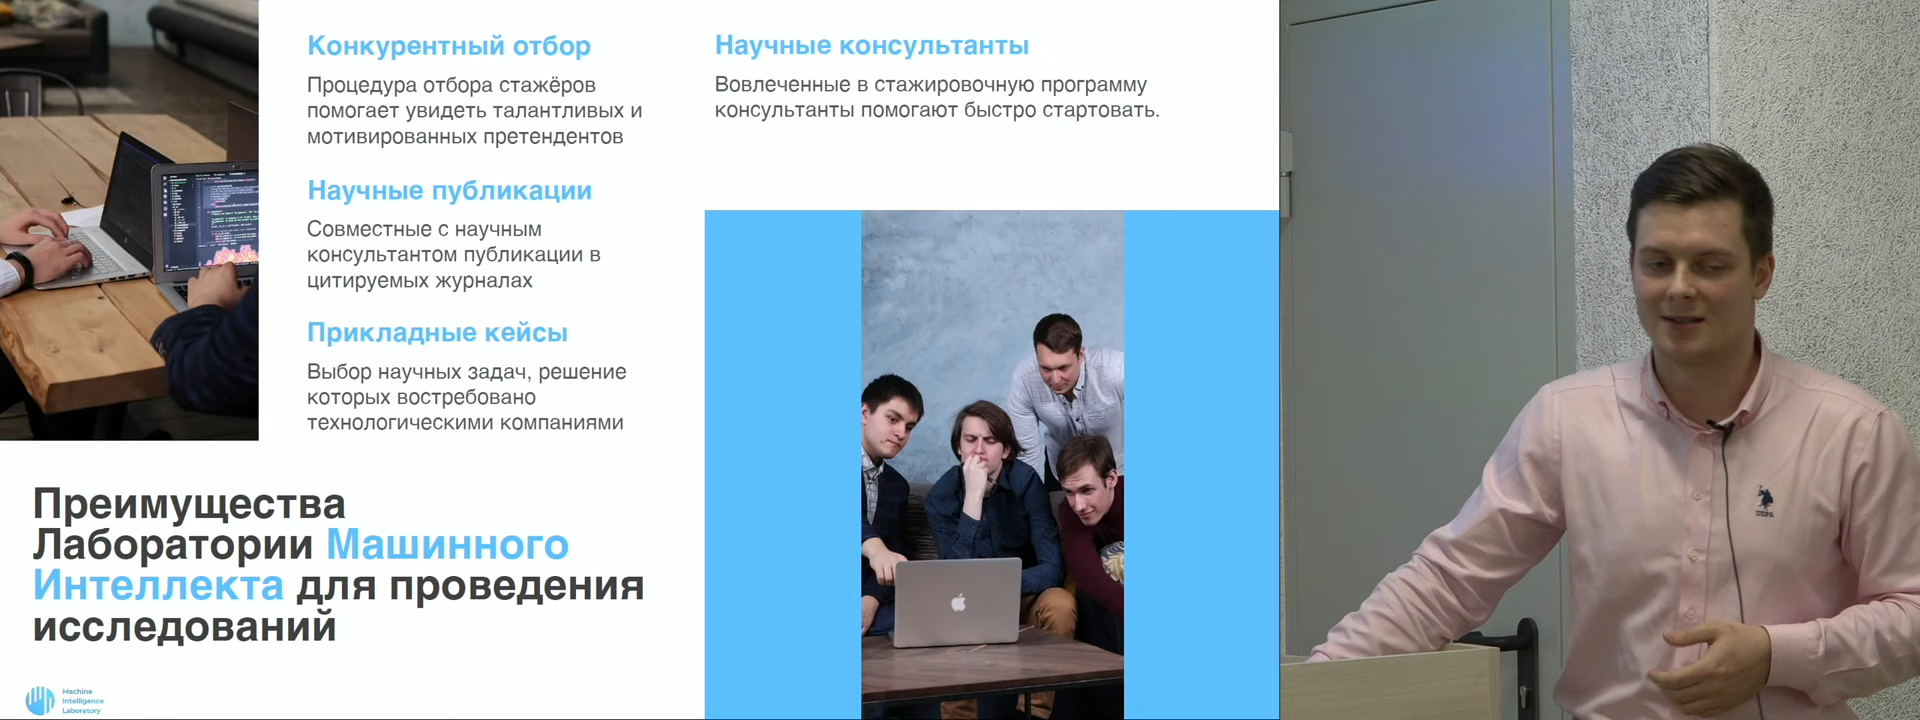 Конкурентный отбор
Процедура отбора стажёров
помогает увидеть талантливых и
мотивированных претендентов
Научные публикации
Совместные с научным
консультантом публикации в
цитируемых журналах
Прикладные кейсы
Выбор научных задач, решение
которых востребовано
технологическими компаниями
Научные консультанты
Вовлеченные в стажировочную программу
консультанты помогают быстро стартовать.
Преимущества
Лаборатории Машинного
Интеллекта для проведения
исследований
Machine
Intelligence
Laboratory
USPA